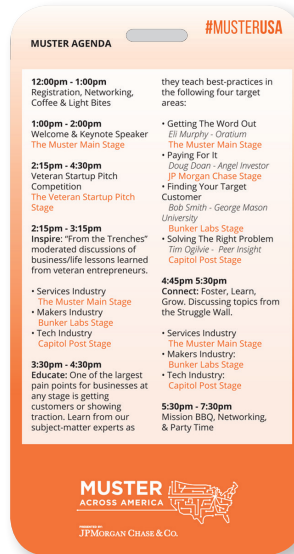 #MUSTERUSA
MUSTER AGENDA
12:00pm - 1:00pm
Registration, Networking,
Coffee & Light Bites
1:00pm - 2:00pm
Welcome & Keynote Speaker
The Muster Main Stage
2:15pm - 4:30pm
Veteran Startup Pitch
Competition
The Veteran Startup Pitch
Stage
2:15pm - 3:15pm
Inspire: “From the Trenches”
moderated discussions of
business/life lessons learned
from veteran entrepreneurs.
• Services Industry
The Muster Main Stage
• Makers Industry
Bunker Labs Stage
• Tech Industry
Capitol Post Stage
3:30pm - 4:30pm
Educate: One of the largest
pain points for businesses at
any stage is getting
customers or showing
traction. Learn from our
subject-matter experts as
they teach best-practices in
the following four target
areas:
• Getting The Word Out
Eli Murphy - Oratium
The Muster Main Stage
• Paying For It
Doug Doan - Angel Investor
JP Morgan Chase Stage
• Finding Your Target
Customer
Bob Smith - George Mason
University
Bunker Labs Stage
• Solving The Right Problem
Tim Ogilvie - Peer Insight
Capitol Post Stage
4:45pm 5:30pm
Connect: Foster, Learn,
Grow. Discussing topics from
the Struggle Wall.
• Services Industry
The Muster Main Stage
• Makers Industry:
Bunker Labs Stage
• Tech Industry:
Capitol Post Stage
5:30pm - 7:30pm
Mission BBQ, Networking,
& Party Time
MUSTER
ACROSS AMERICA
PRESENTED BY
JPMORGAN CHASE & CO.